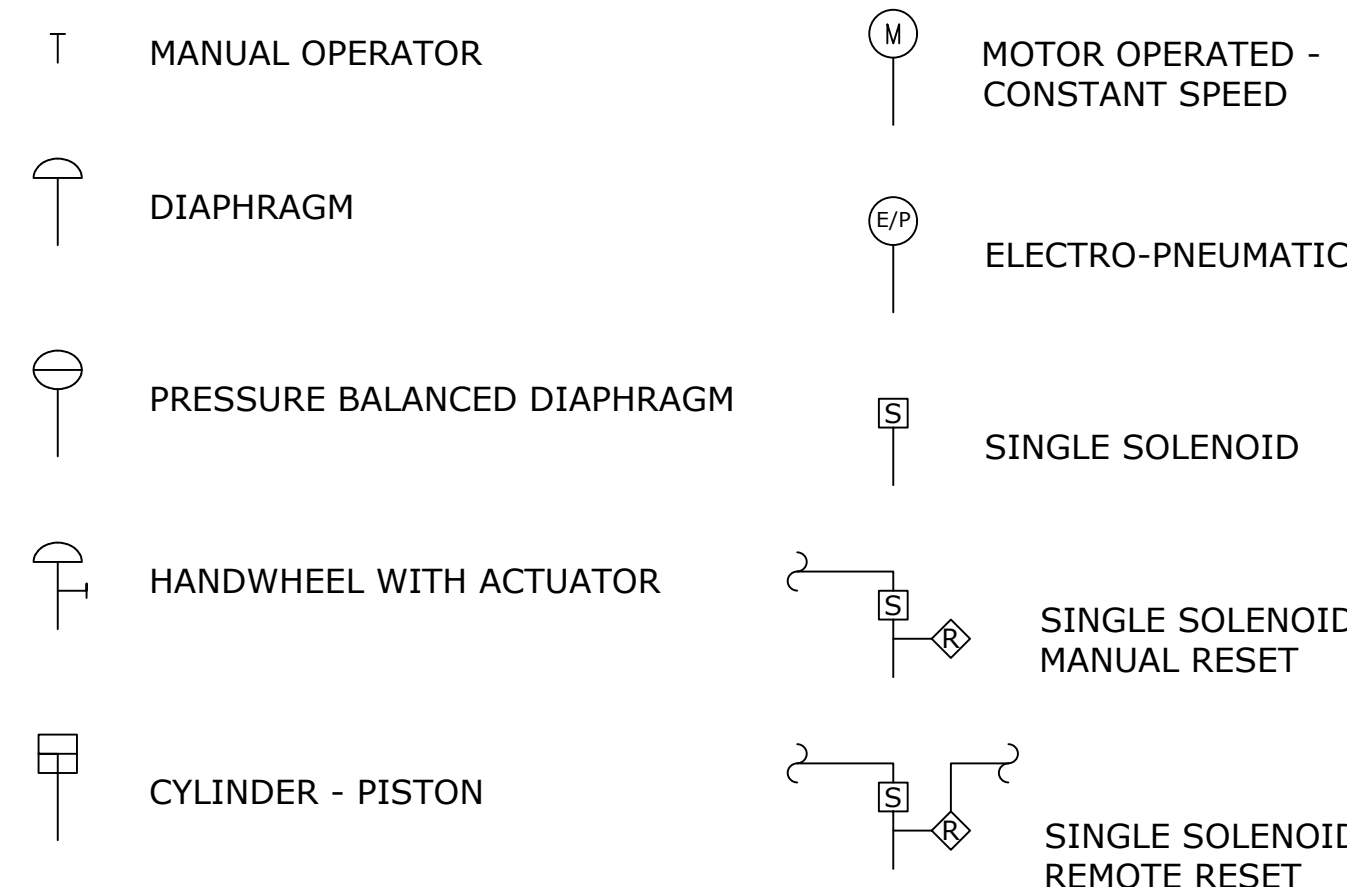 MANUAL OPERATOR
DIAPHRAGM
PRESSURE BALANCED DIAPHRAGM
HANDWHEEL WITH ACTUATOR
CYLINDER - PISTON
M
MOTOR OPERATED -
CONSTANT SPEED
E/P
ELECTRO-PNEUMATIC
S
SINGLE SOLENOID
S
R
SINGLE SOLENOID
MANUAL RESET
S
R
SINGLE SOLENOID
REMOTE RESET